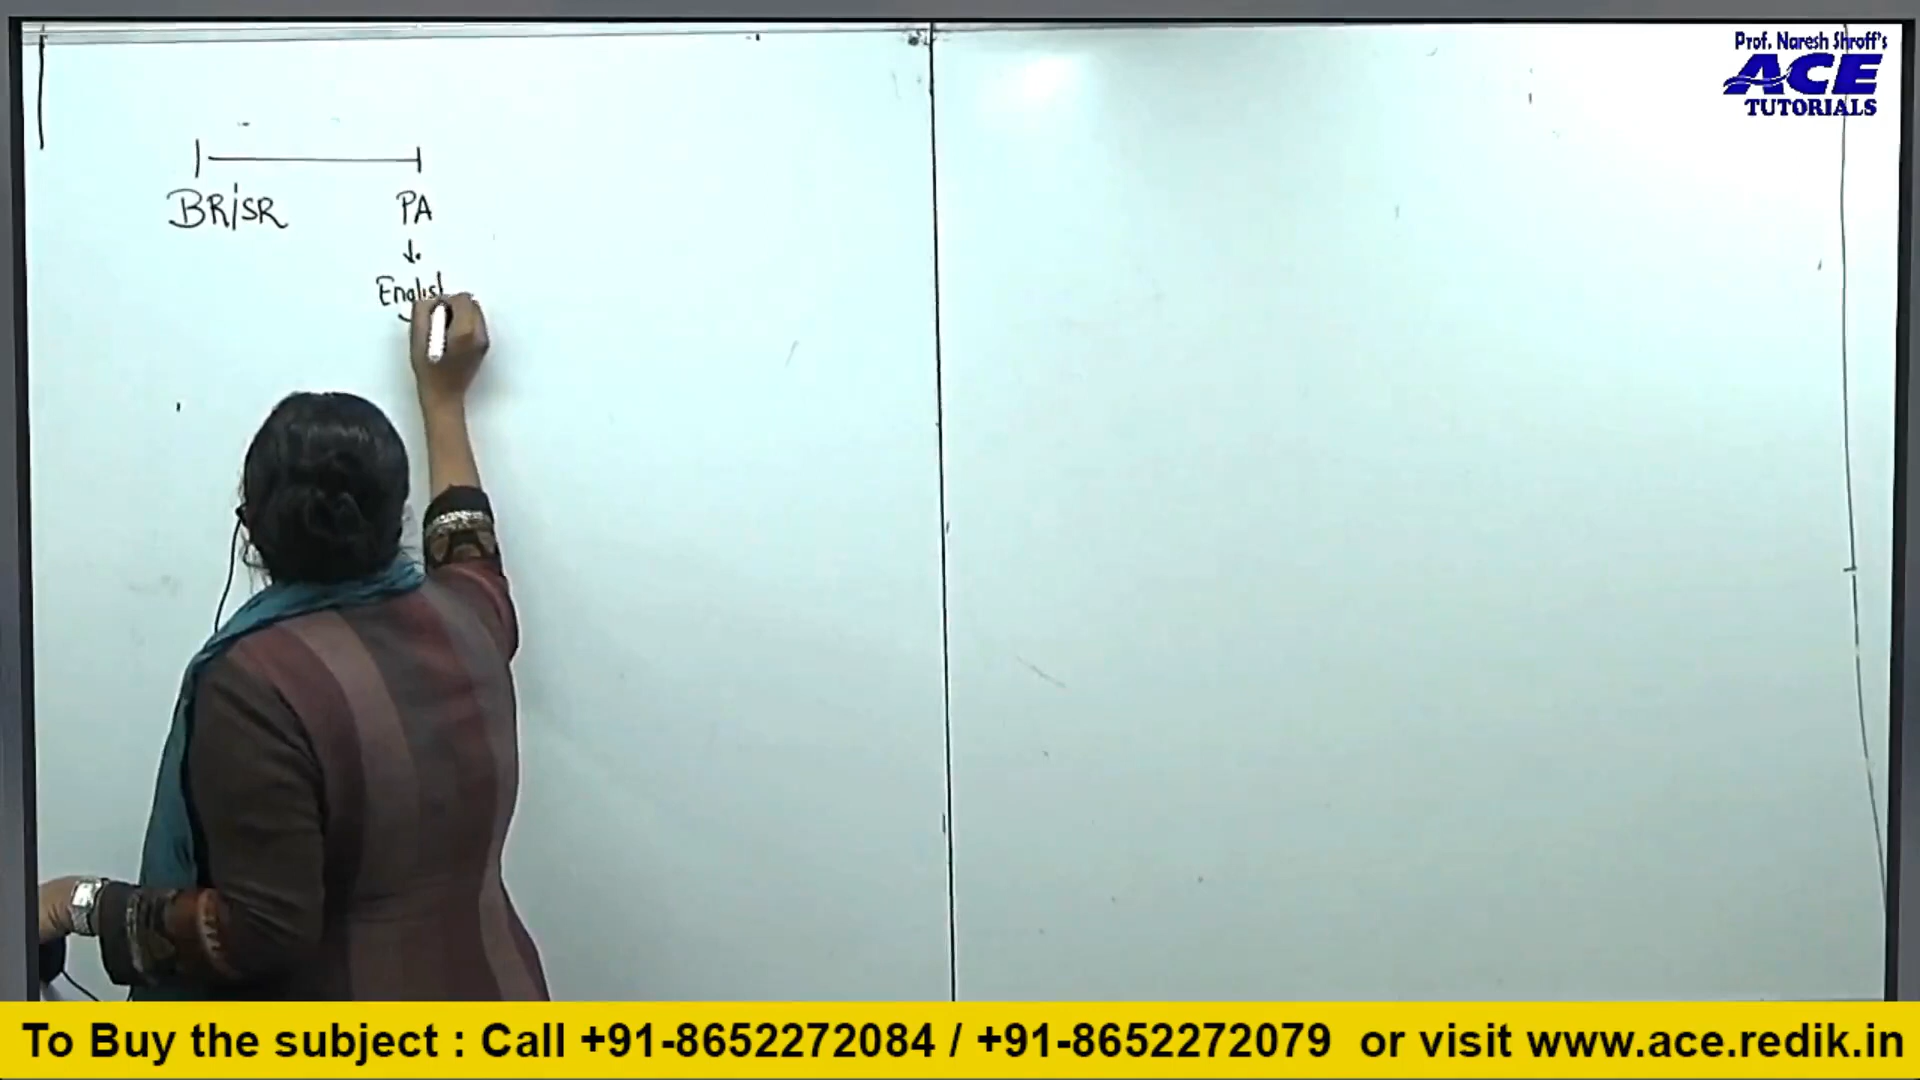 Prof. Naresh Shroff's
ACE
TUTORIALS
BR/SR
PA
English
To Buy the subject : Call +91-8652272084 / +91-8652272079 or visit www.ace.redik.in